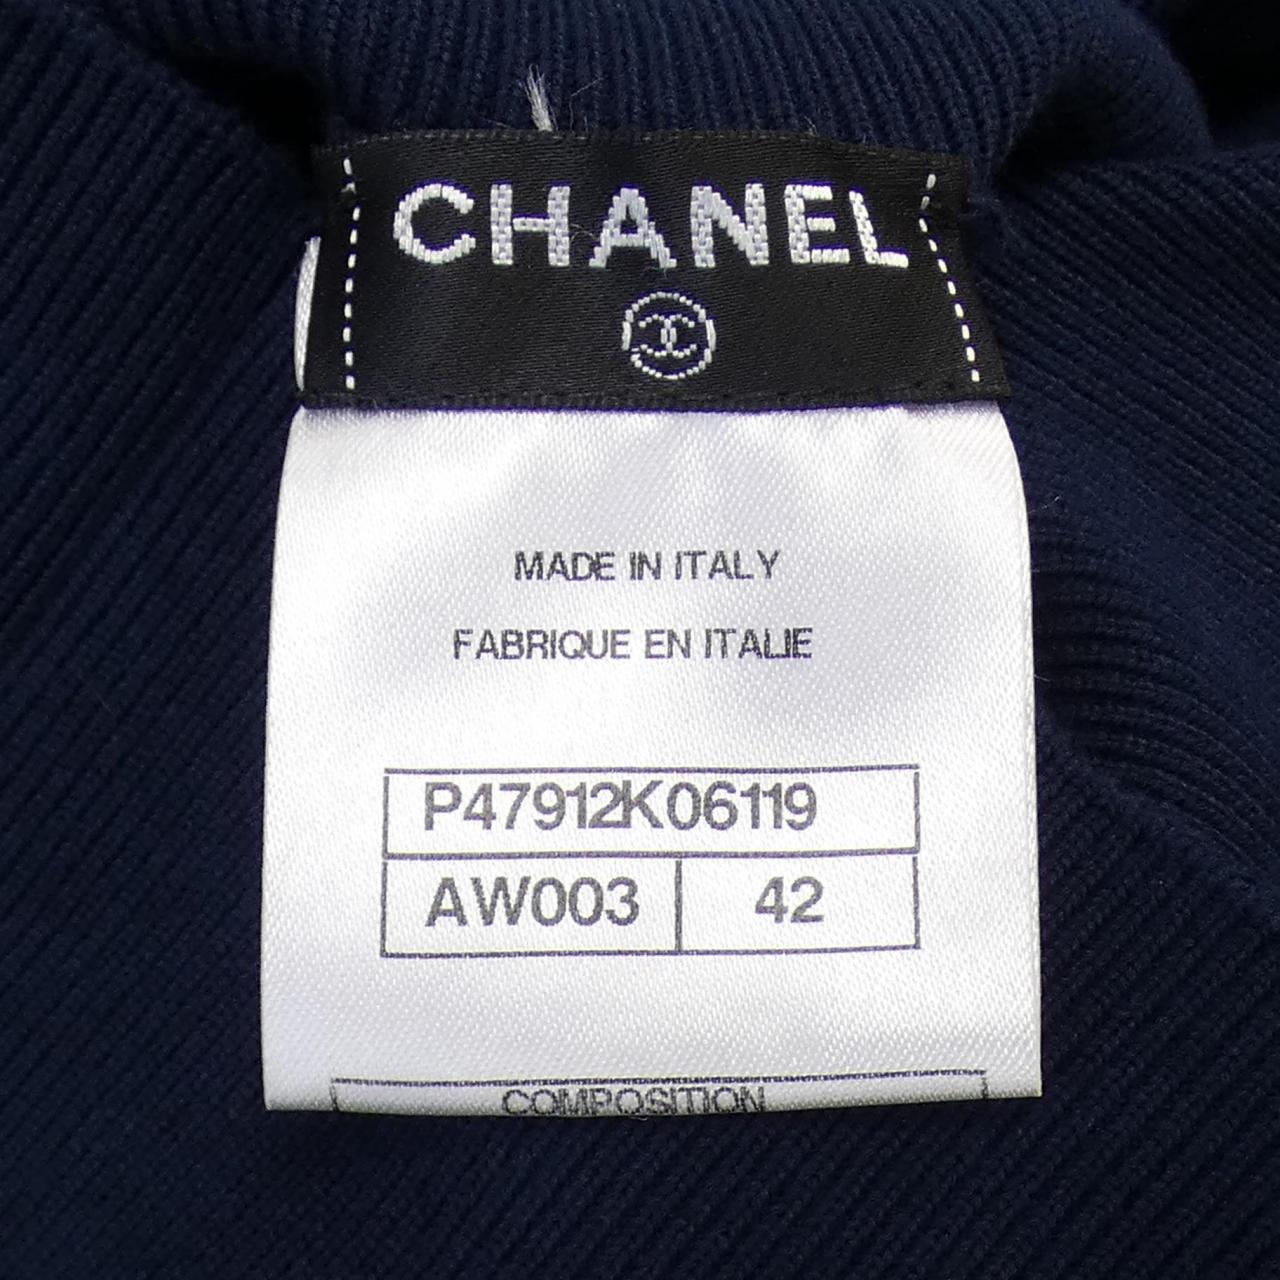 CHANEL
MADE IN ITALY
FABRIQUE EN ITALIE
P47912K06119
AW003 42
COMPOSITION